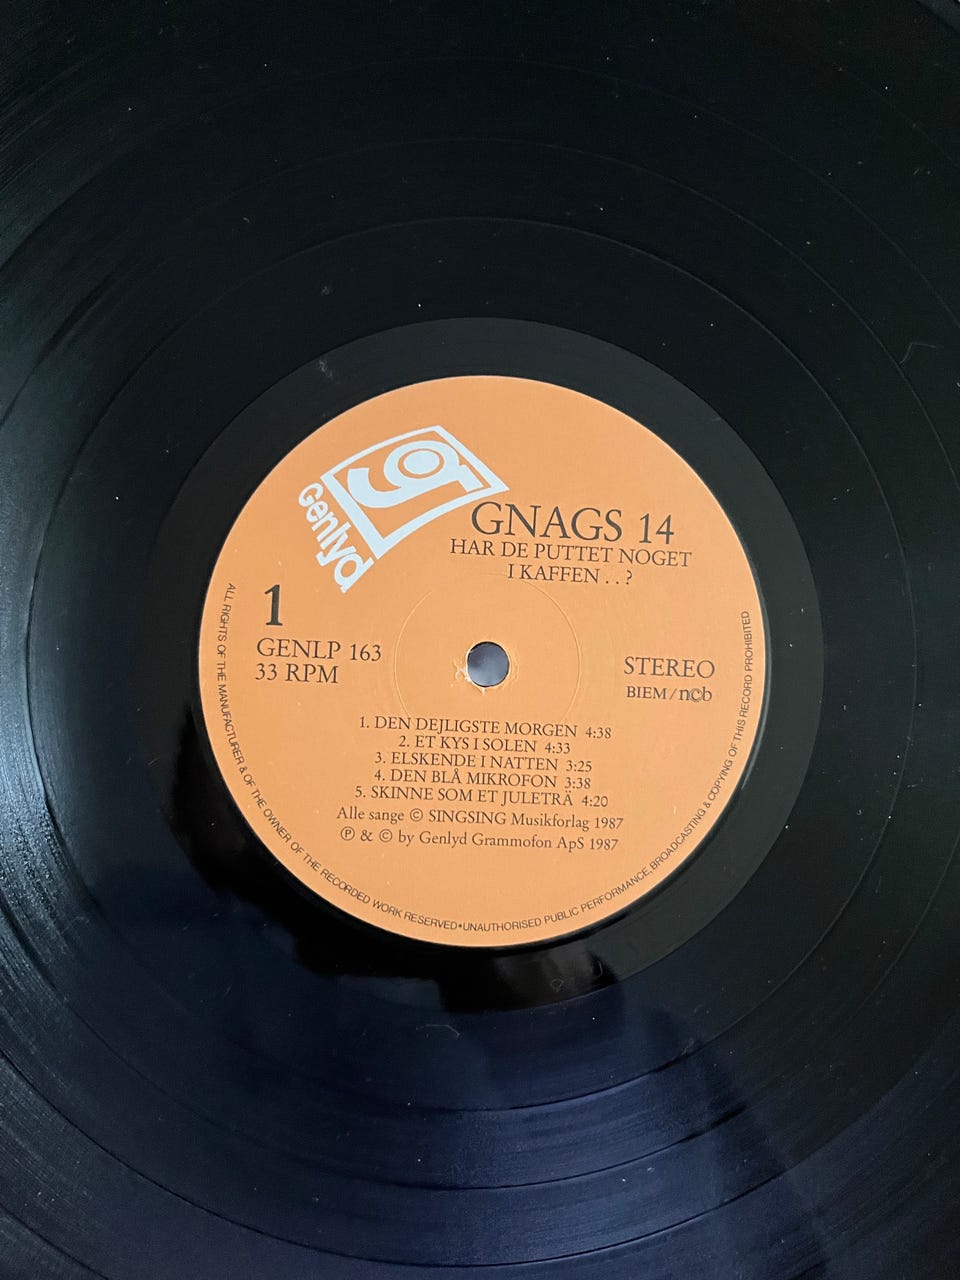 g
Genlyd
GNAGS 14
HAR DE PUTTET NOGET
I KAFFEN . . ?
1
GENLP 163
33 RPM
STEREO
BIEM/n©b
1. DEN DEJLIGSTE MORGEN 4:38
2. ET KYS I SOLEN 4:33
3. ELSKENDE I NATTEN 3:25
4. DEN BLÅ MIKROFON 3:38
5. SKINNE SOM ET JULETRÄ 4:20
Alle sange © SINGSING Musikforlag 1987
℗ & © by Genlyd Grammofon ApS 1987
ALL RIGHTS OF THE MANUFACTURER & OF THE OWNER OF THE RECORDED WORK RESERVED•UNAUTHORISED PUBLIC PERFORMANCE, BROADCASTING & COPYING OF THIS RECORD PROHIBITED